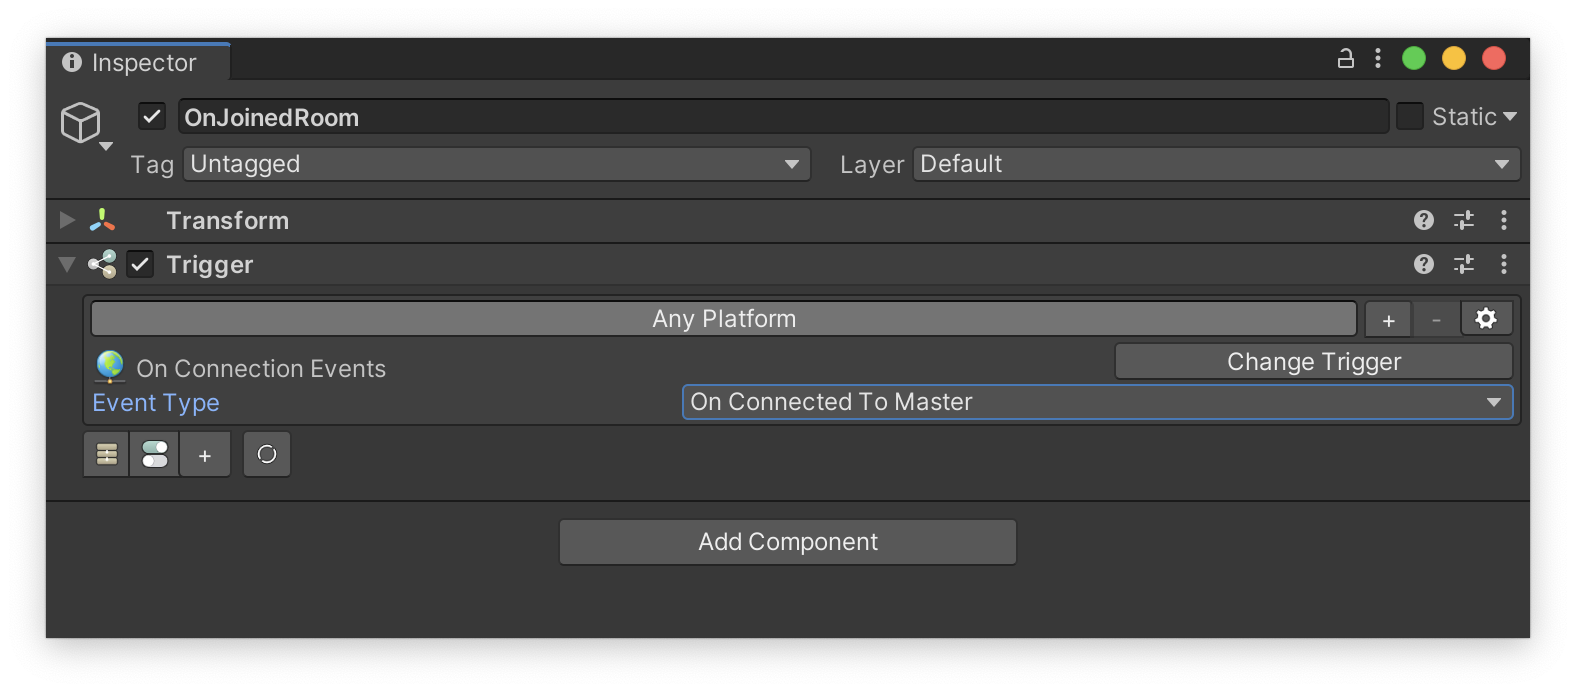 Inspector
OnJoinedRoom
Static
Tag Untagged Layer Default
Transform
Trigger
Any Platform + -
On Connection Events Change Trigger
Event Type On Connected To Master
+
Add Component